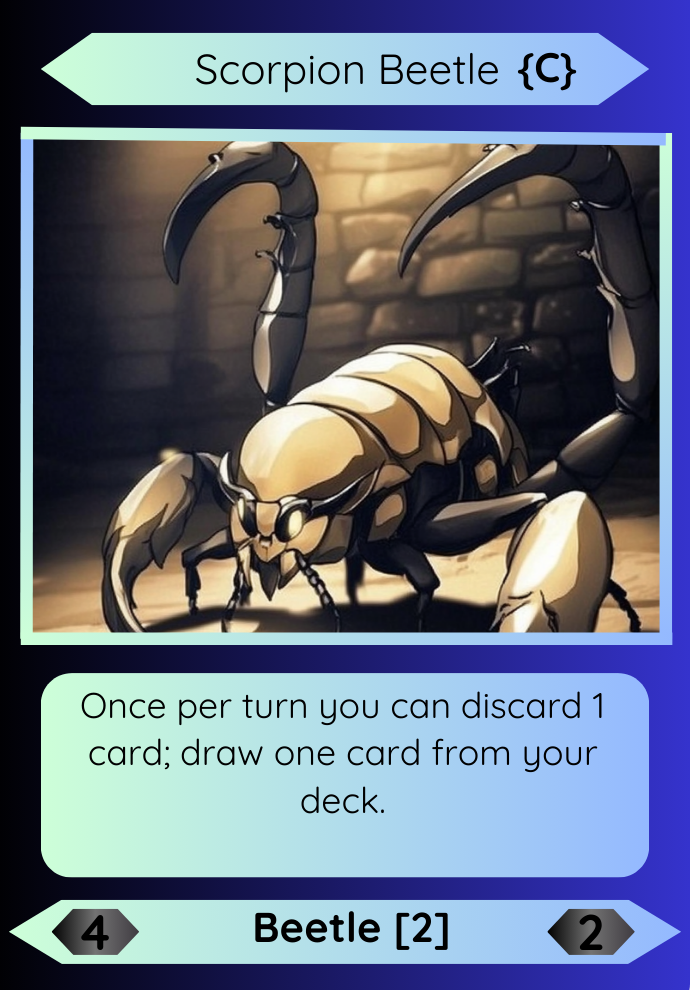 Scorpion Beetle {C}
Once per turn you can discard 1
card; draw one card from your
deck.
4 Beetle [2] 2